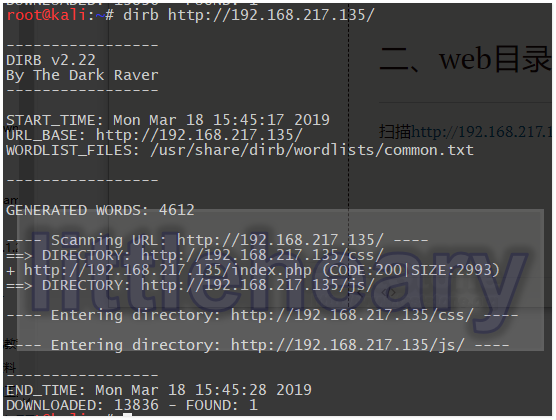 DOWNLOADED: 13836 - FOUND: 1
root@kali:~# dirb http://192.168.217.135/
-----------------
DIRB v2.22
By The Dark Raver
-----------------
二、web目录
START_TIME: Mon Mar 18 15:45:17 2019
URL_BASE: http://192.168.217.135/
WORDLIST_FILES: /usr/share/dirb/wordlists/common.txt
扫描http://192.168.217.1
-----------------
GENERATED WORDS: 4612
---- Scanning URL: http://192.168.217.135/ ----
==> DIRECTORY: http://192.168.217.135/css/
+ http://192.168.217.135/index.php (CODE:200|SIZE:2993)
==> DIRECTORY: http://192.168.217.135/js/
littleheary
---- Entering directory: http://192.168.217.135/css/ ----
---- Entering directory: http://192.168.217.135/js/ ----
-----------------
END_TIME: Mon Mar 18 15:45:28 2019
DOWNLOADED: 13836 - FOUND: 1
root@kali:~#